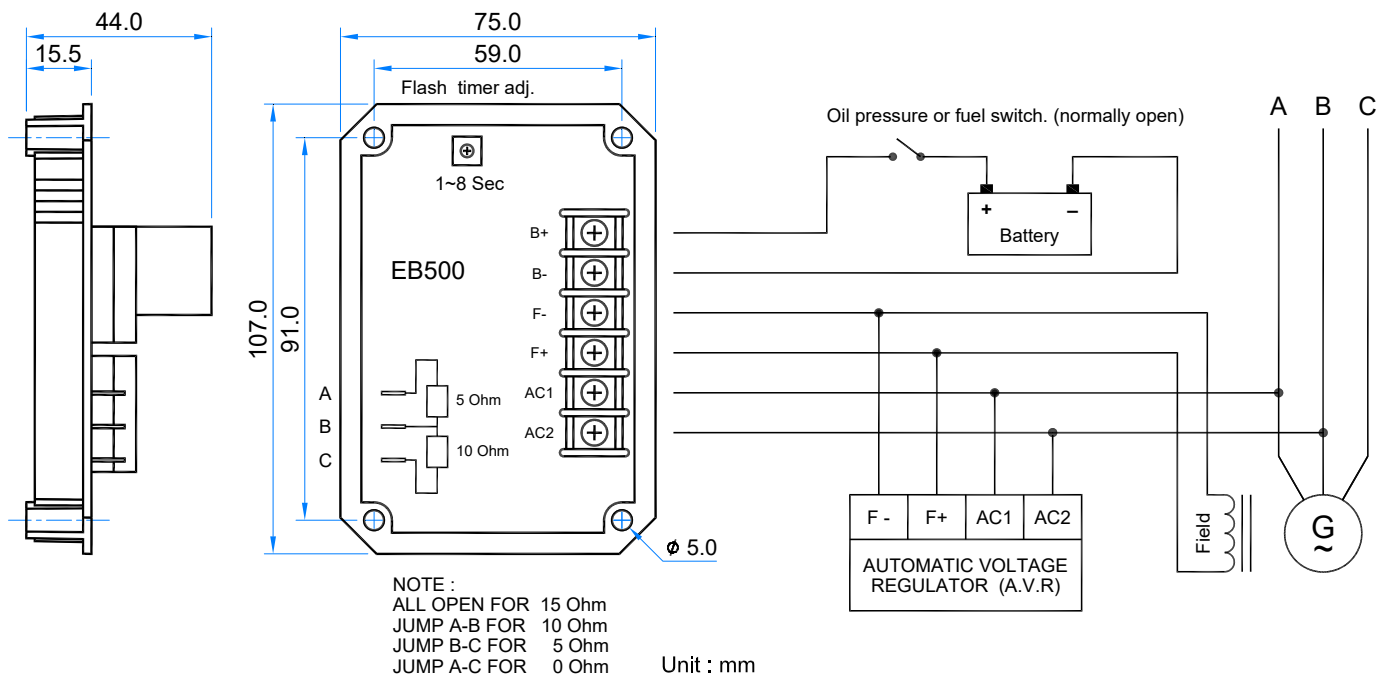 44.0
15.5
75.0
59.0
Flash timer adj.
107.0
91.0
1~8 Sec
EB500
B+
B-
F-
F+
AC1
AC2
A
B
C
5 Ohm
10 Ohm
ø 5.0
NOTE :
ALL OPEN FOR 15 Ohm
JUMP A-B FOR 10 Ohm
JUMP B-C FOR 5 Ohm
JUMP A-C FOR 0 Ohm
Unit : mm
Oil pressure or fuel switch. (normally open)
+ –
Battery
A B C
F - F+ AC1 AC2
AUTOMATIC VOLTAGE
REGULATOR (A.V.R)
Field
G
~